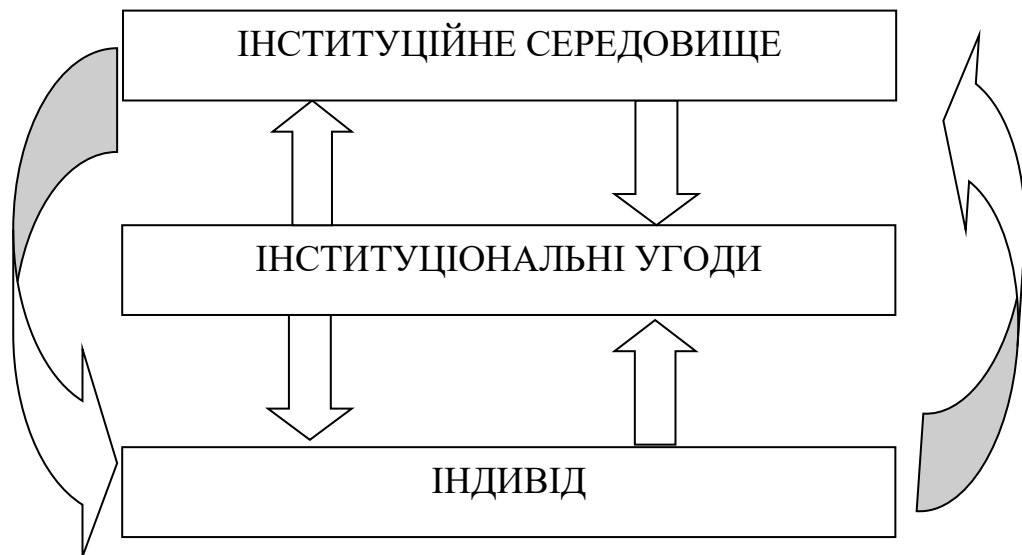 ІНСТИТУЦІЙНЕ СЕРЕДОВИЩЕ
ІНСТИТУЦІОНАЛЬНІ УГОДИ
ІНДИВІД